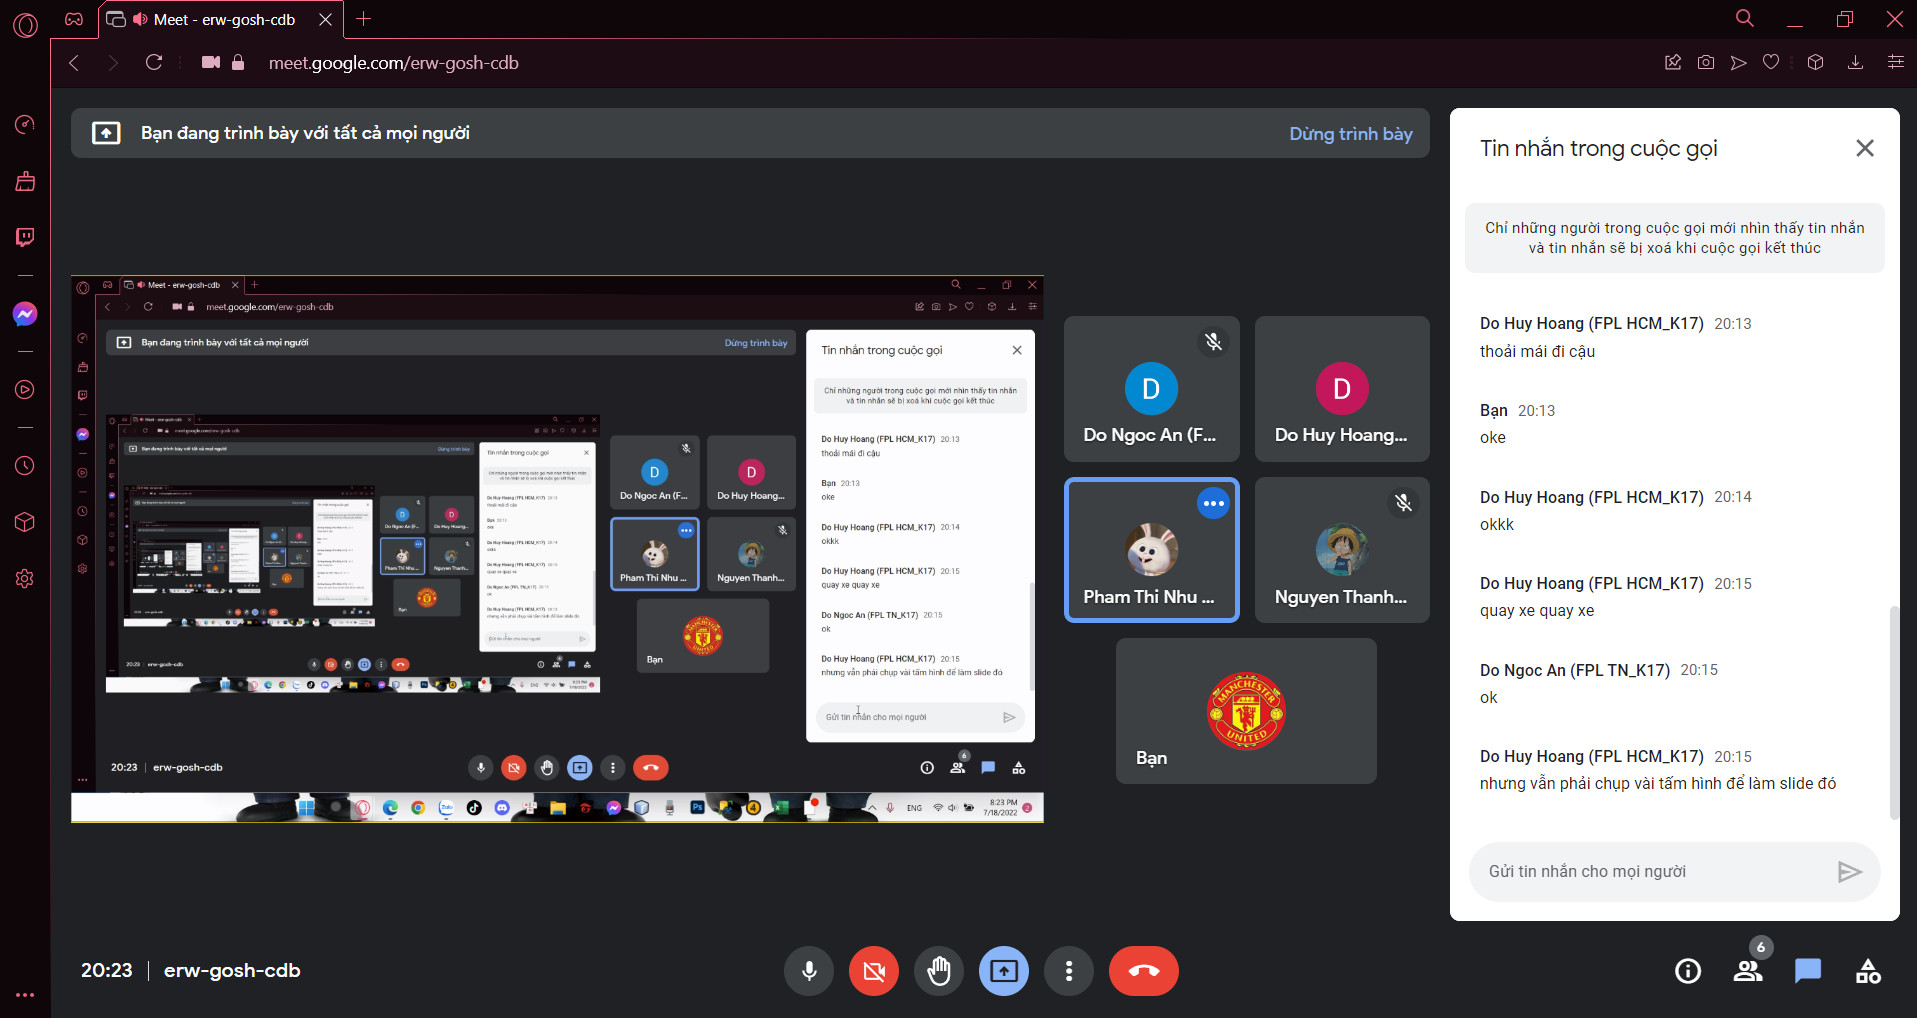 Meet - erw-gosh-cdb
meet.google.com/erw-gosh-cdb
Bạn đang trình bày với tất cả mọi người
Dừng trình bày
Meet - erw-gosh-cdb
meet.google.com/erw-gosh-cdb
Bạn đang trình bày với tất cả mọi người
Dừng trình bày
Tin nhắn trong cuộc gọi
Chỉ những người trong cuộc gọi mới nhìn thấy tin nhắn
và tin nhắn sẽ bị xoá khi cuộc gọi kết thúc
Do Huy Hoang (FPL HCM_K17) 20:13
thoải mái đi cậu
Bạn 20:13
oke
Do Huy Hoang (FPL HCM_K17) 20:14
okkk
Do Huy Hoang (FPL HCM_K17) 20:15
quay xe quay xe
Do Ngoc An (FPL TN_K17) 20:15
ok
Do Huy Hoang (FPL HCM_K17) 20:15
nhưng vẫn phải chụp vài tấm hình để làm slide đó
Gửi tin nhắn cho mọi người
D
Do Ngoc An (F...
D
Do Huy Hoang...
Pham Thi Nhu ...
Nguyen Thanh...
Bạn
20:23 | erw-gosh-cdb
6
ENG
8:23 PM
7/18/2022
2
D
Do Ngoc An (F...
D
Do Huy Hoang...
Pham Thi Nhu ...
Nguyen Thanh...
MANCHESTER
UNITED
Bạn
Tin nhắn trong cuộc gọi
Chỉ những người trong cuộc gọi mới nhìn thấy tin nhắn
và tin nhắn sẽ bị xoá khi cuộc gọi kết thúc
Do Huy Hoang (FPL HCM_K17) 20:13
thoải mái đi cậu
Bạn 20:13
oke
Do Huy Hoang (FPL HCM_K17) 20:14
okkk
Do Huy Hoang (FPL HCM_K17) 20:15
quay xe quay xe
Do Ngoc An (FPL TN_K17) 20:15
ok
Do Huy Hoang (FPL HCM_K17) 20:15
nhưng vẫn phải chụp vài tấm hình để làm slide đó
Gửi tin nhắn cho mọi người
20:23 | erw-gosh-cdb
6